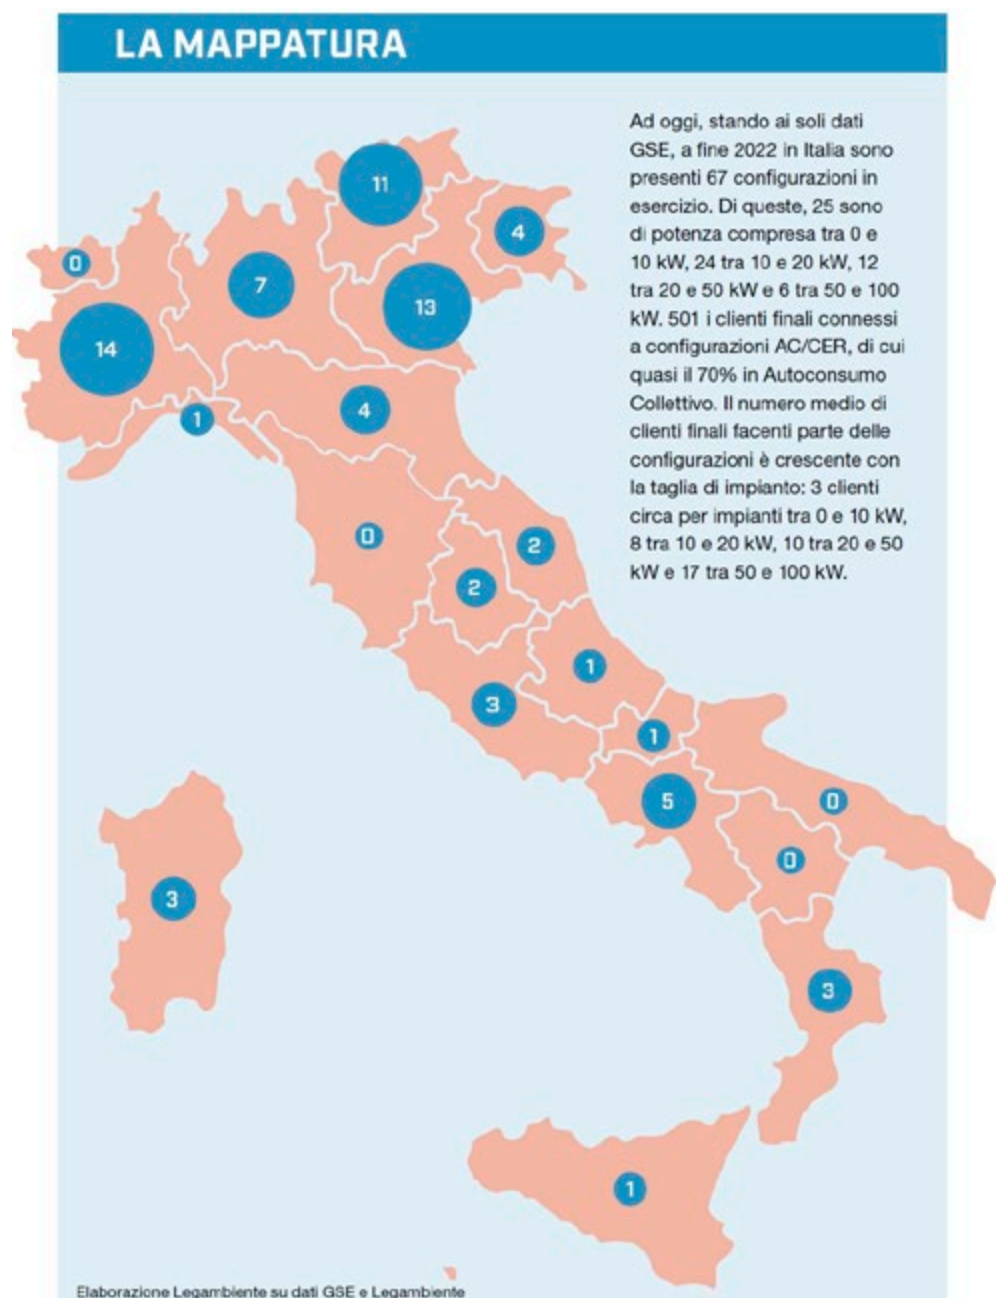 LA MAPPATURA
Ad oggi, stando ai soli dati
GSE, a fine 2022 in Italia sono
presenti 67 configurazioni in
esercizio. Di queste, 25 sono
di potenza compresa tra 0 e
10 kW, 24 tra 10 e 20 kW, 12
tra 20 e 50 kW e 6 tra 50 e 100
kW. 501 i clienti finali connessi
a configurazioni AC/CER, di cui
quasi il 70% in Autoconsumo
Collettivo. Il numero medio di
clienti finali facenti parte delle
configurazioni è crescente con
la taglia di impianto: 3 clienti
circa per impianti tra 0 e 10 kW,
8 tra 10 e 20 kW, 10 tra 20 e 50
kW e 17 tra 50 e 100 kW.
11
4
0
7
13
14
4
1
0
2
2
1
3
1
5
0
0
3
3
1
Elaborazione Legambiente su dati GSE e Legambiente